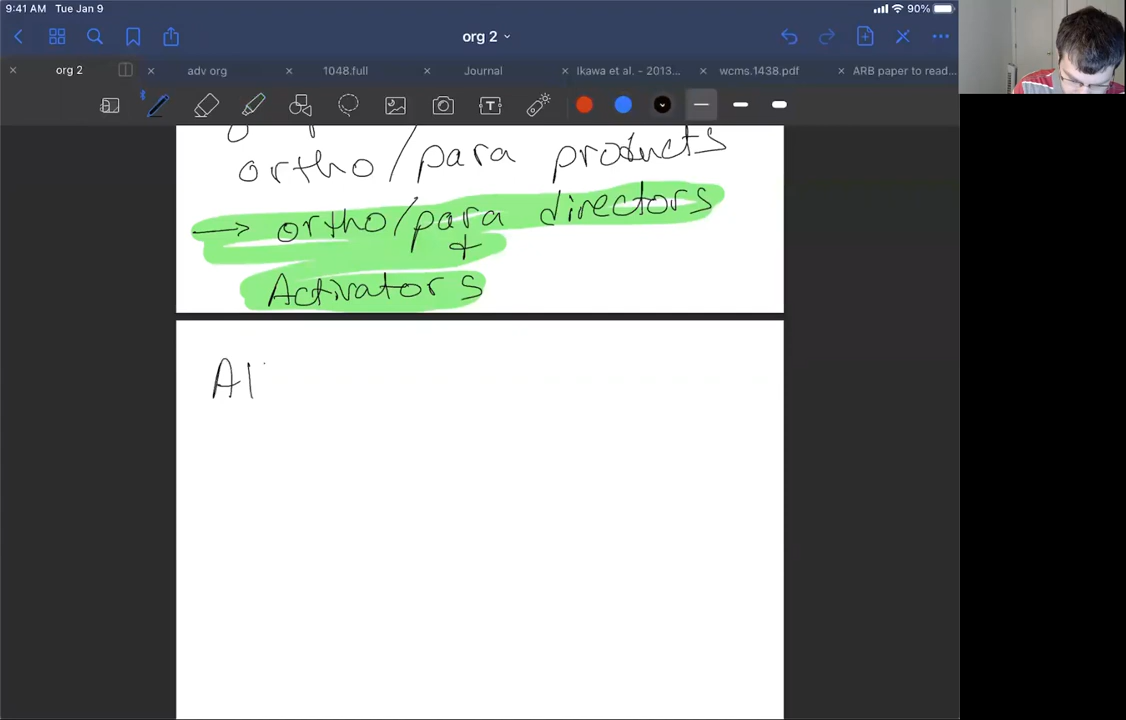 9:41 AM Tue Jan 9
90%
org 2
org 2
adv org
1048.full
Journal
Ikawa et al. - 2013...
wcms.1438.pdf
ARB paper to read...
ortho/para products
→ ortho/para directors
+
Activators
Al